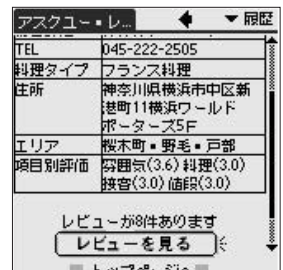 アスクユー・レ...
▼ 履歴
TEL 045-222-2505
料理タイプ フランス料理
住所 神奈川県横浜市中区新
港町11横浜ワールド
ポーターズ5F
エリア 桜木町・野毛・戸部
項目別評価 雰囲気(3.6) 料理(3.0)
接客(3.0) 値段(3.0)
レビューが8件あります
レビューを見る